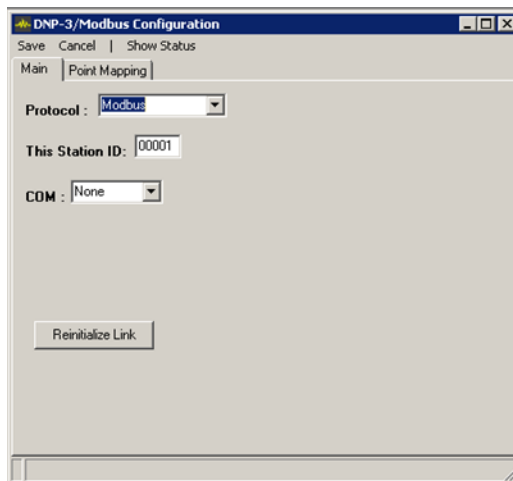 DNP-3/Modbus Configuration
Save Cancel | Show Status
Main Point Mapping
Protocol : Modbus
This Station ID: 00001
COM : None
Reinitialize Link